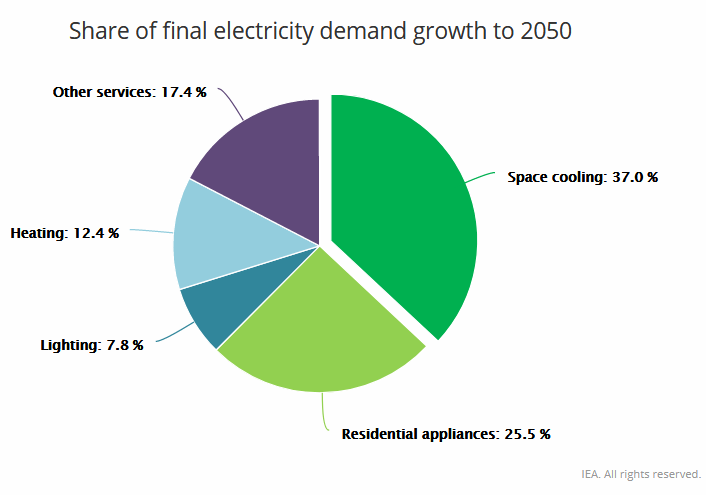 Share of final electricity demand growth to 2050
Other services: 17.4 %
Space cooling: 37.0 %
Heating: 12.4 %
Lighting: 7.8 %
Residential appliances: 25.5 %
IEA. All rights reserved.